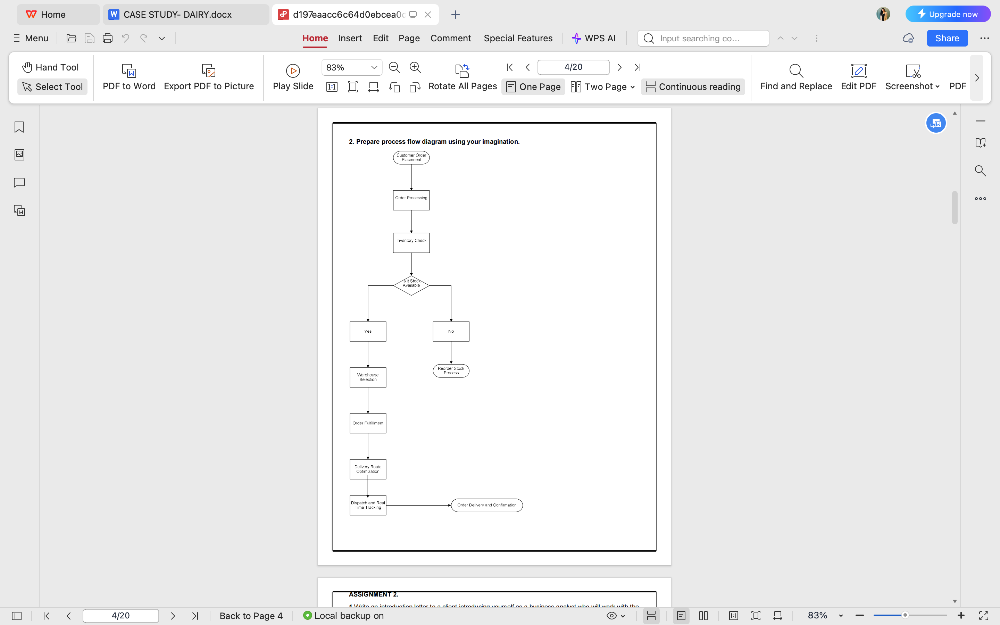 Home
CASE STUDY- DAIRY.docx
d197eaacc6c64d0ebcea0
Upgrade now
Menu
Home
Insert
Edit
Page
Comment
Special Features
WPS AI
Input searching co...
Share
Hand Tool
Select Tool
PDF to Word
Export PDF to Picture
Play Slide
83%
Rotate All Pages
4/20
One Page
Two Page
Continuous reading
Find and Replace
Edit PDF
Screenshot
PDF
2. Prepare process flow diagram using your imagination.
Customer Order
Placement
Order Processing
Inventory Check
Is it Stock
Available
Yes
No
Reorder Stock
Process
Warehouse
Selection
Order Fulfillment
Delivery Route
Optimization
Dispatch and Real
Time Tracking
Order Delivery and Confirmation
ASSIGNMENT 2.
1.Write an introduction letter to a client introducing yourself as a business analyst who will work with the
4/20
Back to Page 4
Local backup on
83%